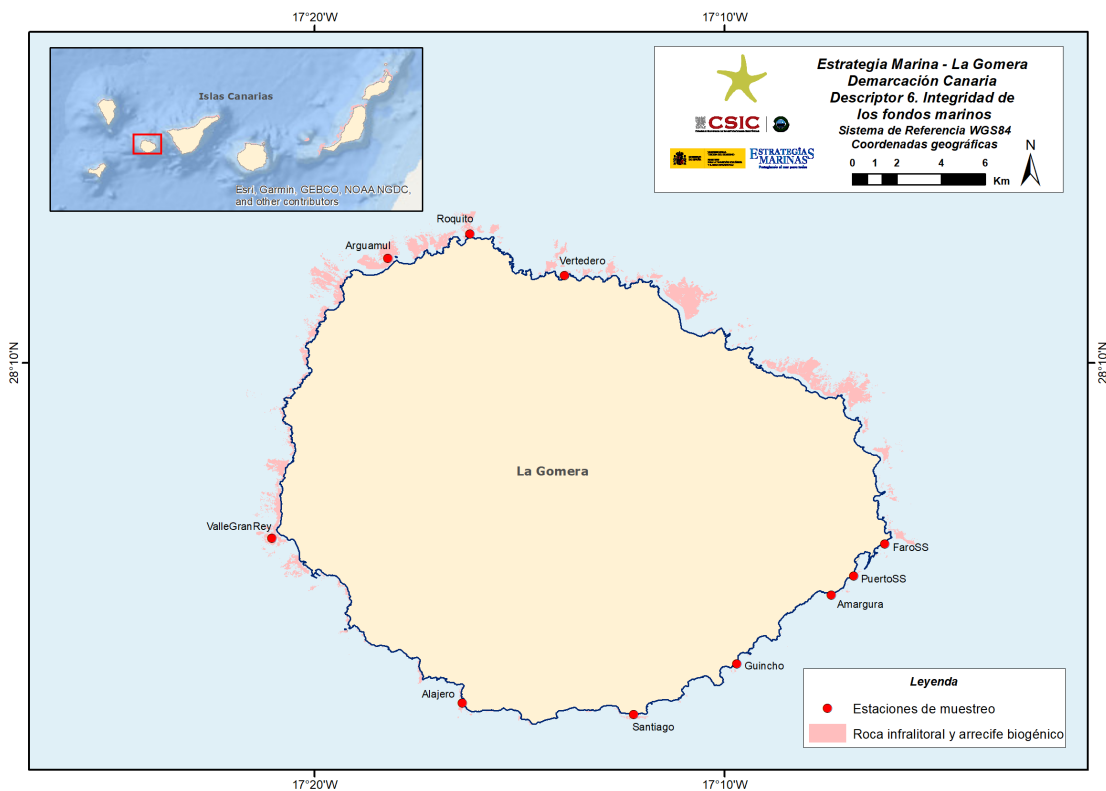 17°20'W
17°10'W
Islas Canarias
Esri, Garmin, GEBCO, NOAA NGDC,
and other contributors
Estrategia Marina - La Gomera
Demarcación Canaria
Descriptor 6. Integridad de
los fondos marinos
Sistema de Referencia WGS84
Coordenadas geográficas
CSIC
ESTRATEGIAS
MARINAS
0 1 2 4 6
Km
N
Roquito
Arguamul
Vertedero
28°10'N
28°10'N
La Gomera
ValleGranRey
FaroSS
PuertoSS
Amargura
Guincho
Alajero
Santiago
Leyenda
Estaciones de muestreo
Roca infralitoral y arrecife biogénico
17°20'W
17°10'W